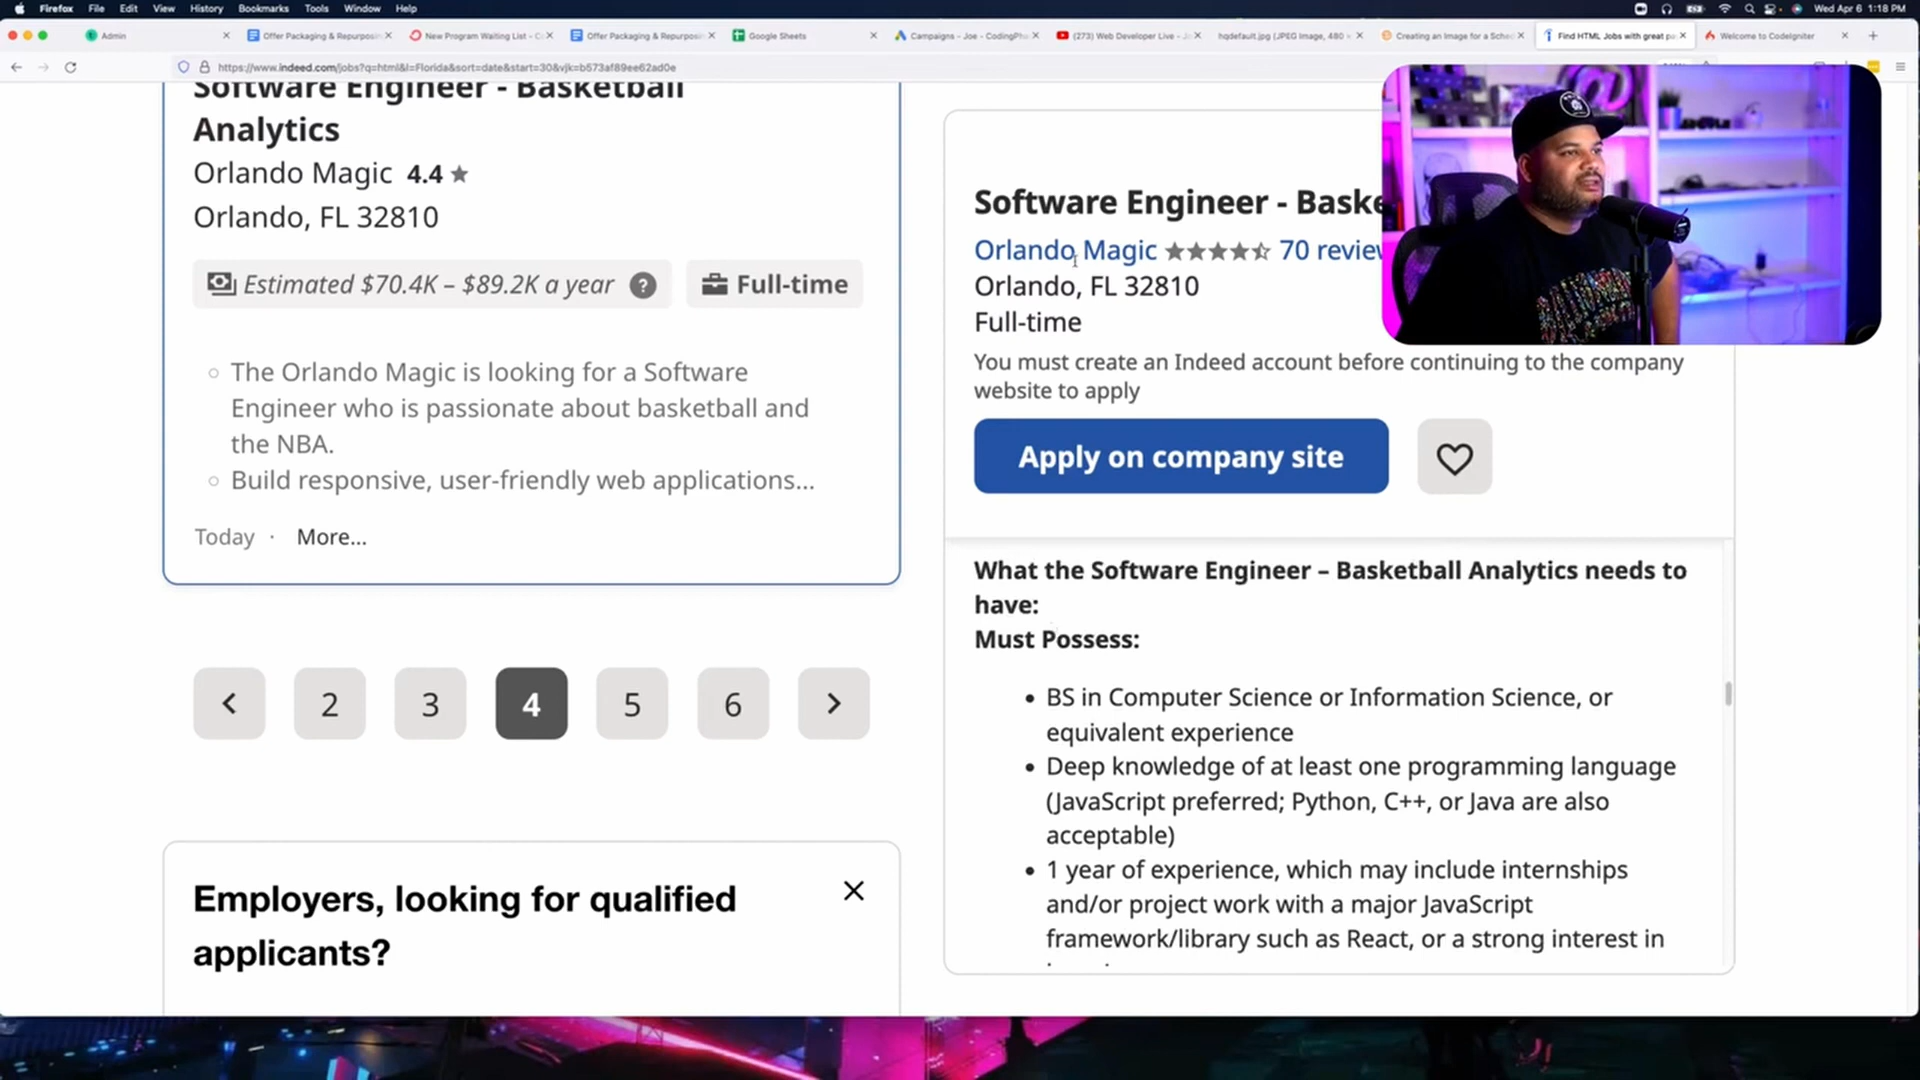 Firefox File Edit View History Bookmarks Tools Window Help
Wed Apr 6 1:18 PM
Admin
Offer Packaging & Repurposin
New Program Waiting List - C
Offer Packaging & Repurposin
Google Sheets
Campaigns - Joe - CodingPh
(273) Web Developer Live - J
hqdefault.jpg (JPEG Image, 480
Creating an Image for a Sched
Find HTML Jobs with great pa
Welcome to CodeIgniter
https://www.indeed.com/jobs?q=html&l=Florida&sort=date&start=30&vjk=b573af89ee62ad0e
Software Engineer - Basketball
Analytics
Orlando Magic 4.4
Orlando, FL 32810
Estimated $70.4K – $89.2K a year ?
Full-time
The Orlando Magic is looking for a Software
Engineer who is passionate about basketball and
the NBA.
Build responsive, user-friendly web applications...
Today · More...
2 3 4 5 6
Employers, looking for qualified
applicants?
Software Engineer - Baske
Orlando Magic 70 review
Orlando, FL 32810
Full-time
You must create an Indeed account before continuing to the company
website to apply
Apply on company site
What the Software Engineer – Basketball Analytics needs to
have:
Must Possess:
• BS in Computer Science or Information Science, or
equivalent experience
• Deep knowledge of at least one programming language
(JavaScript preferred; Python, C++, or Java are also
acceptable)
• 1 year of experience, which may include internships
and/or project work with a major JavaScript
framework/library such as React, or a strong interest in